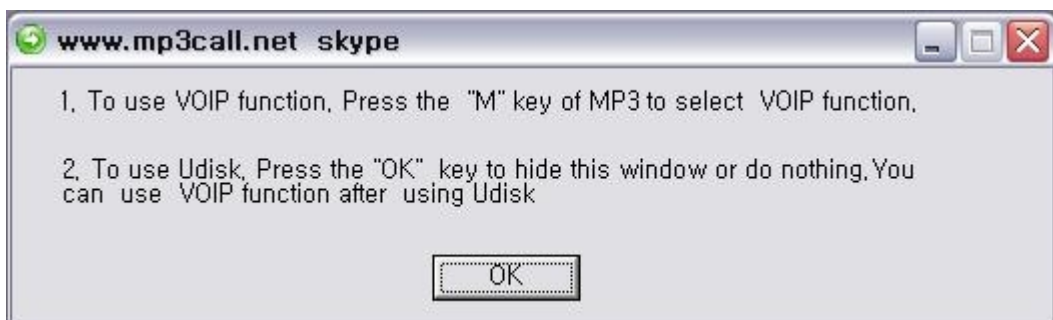 www.mp3call.net skype
1, To use VOIP function, Press the "M" key of MP3 to select VOIP function,
2, To use Udisk, Press the "OK" key to hide this window or do nothing,You
can use VOIP function after using Udisk
OK